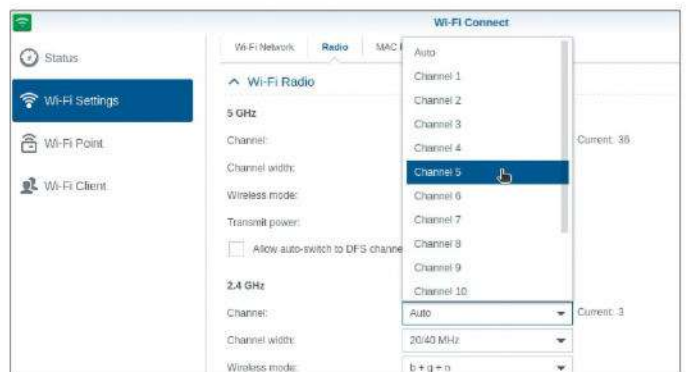 Wi-Fi Connect
Status
Wi-Fi Settings
Wi-Fi Point
Wi-Fi Client
Wi-Fi Network Radio MAC
Wi-Fi Radio
5 GHz
Channel: Current: 36
Channel width:
Wireless mode:
Transmit power:
Allow auto-switch to DFS channe
Auto
Channel 1
Channel 2
Channel 3
Channel 4
Channel 5
Channel 6
Channel 7
Channel 8
Channel 9
Channel 10
2.4 GHz
Channel: Auto Current: 3
Channel width: 20/40 MHz
Wireless mode: b + g + n